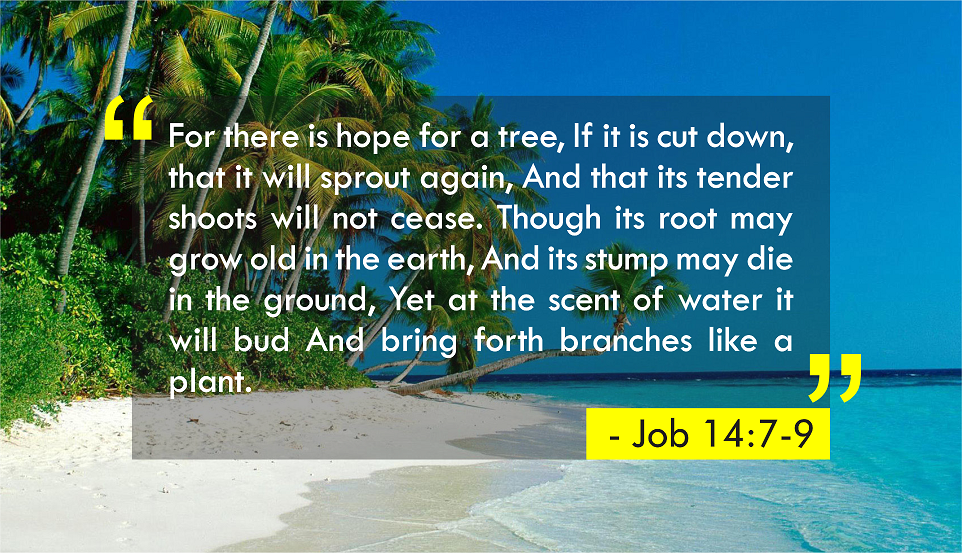 “
For there is hope for a tree, If it is cut down,
that it will sprout again, And that its tender
shoots will not cease. Though its root may
grow old in the earth, And its stump may die
in the ground, Yet at the scent of water it
will bud And bring forth branches like a
plant.
”
- Job 14:7-9